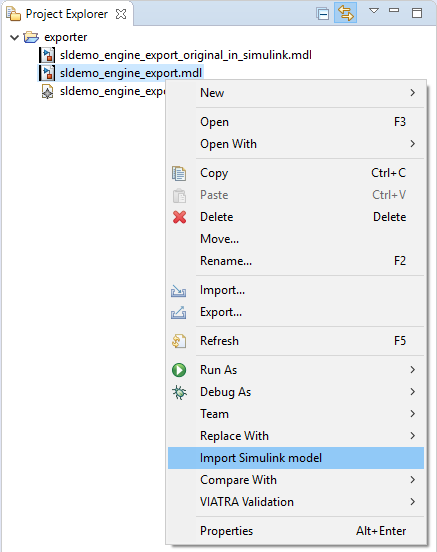 Project Explorer
exporter
sldemo_engine_export_original_in_simulink.mdl
sldemo_engine_export.mdl
sldemo_engine_expo
New
Open F3
Open With
Copy Ctrl+C
Paste Ctrl+V
Delete Delete
Move...
Rename... F2
Import...
Export...
Refresh F5
Run As
Debug As
Team
Replace With
Import Simulink model
Compare With
VIATRA Validation
Properties Alt+Enter